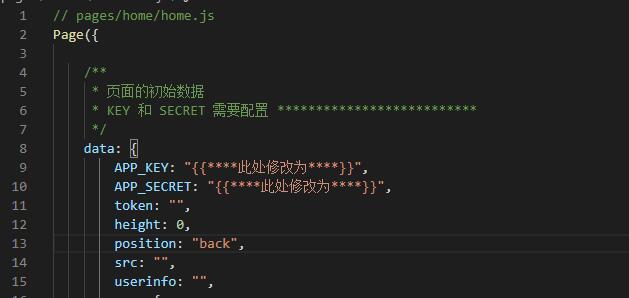 1 // pages/home/home.js
2 Page({
3
4 /**
5 * 页面的初始数据
6 * KEY 和 SECRET 需要配置 **************************
7 */
8 data: {
9 APP_KEY: "{{****此处修改为****}}",
10 APP_SECRET: "{{****此处修改为****}}",
11 token: "",
12 height: 0,
13 position: "back",
14 src: "",
15 userinfo: "",